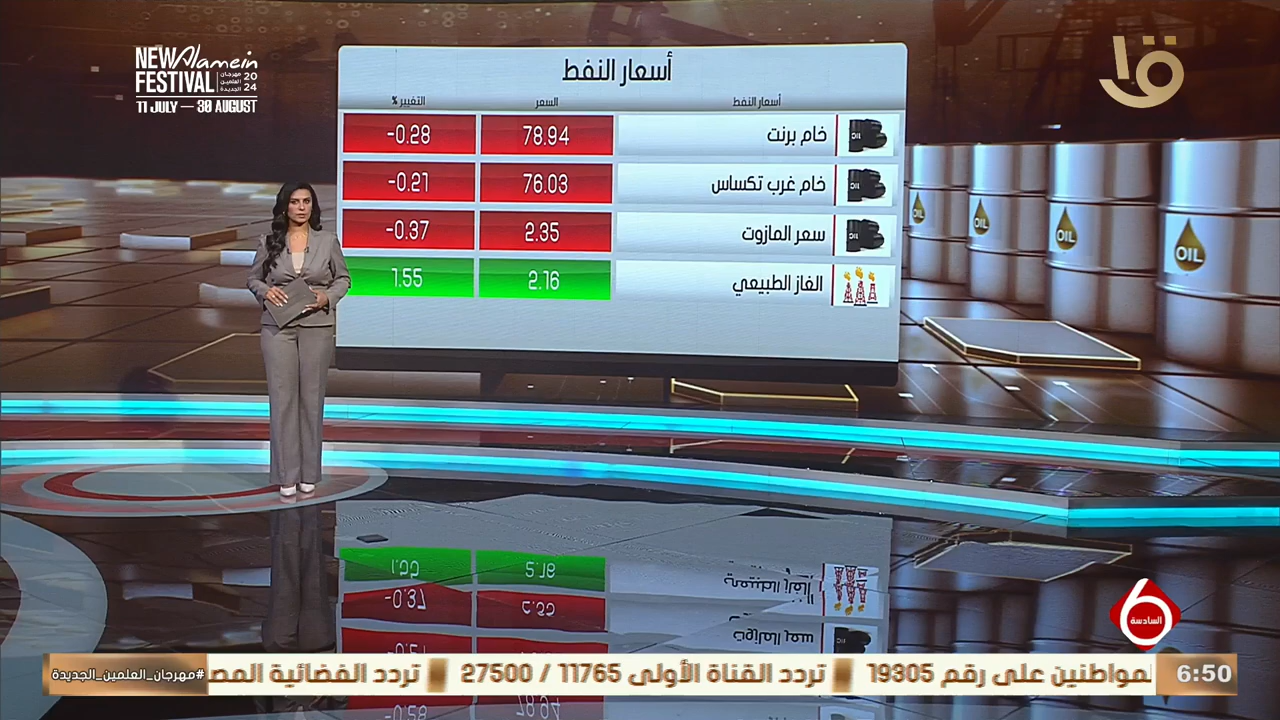 NEW Alamein
FESTIVAL
مهرجان
العلمين
الجديدة
20
24
11 JULY — 30 AUGUST
أسعار النفط
أسعار النفط السعر التغيير %
خام برنت 78.94 -0.28
خام غرب تكساس 76.03 -0.21
سعر المازوت 2.35 -0.37
الغاز الطبيعي 2.16 1.55
OIL
OIL
OIL
OIL
6
السادسة
#مهرجان_العلمين_الجديدة
لمواطنين على رقم 19805 تردد القناة الأولى 11765 / 27500 تردد الفضائية المص
6:50